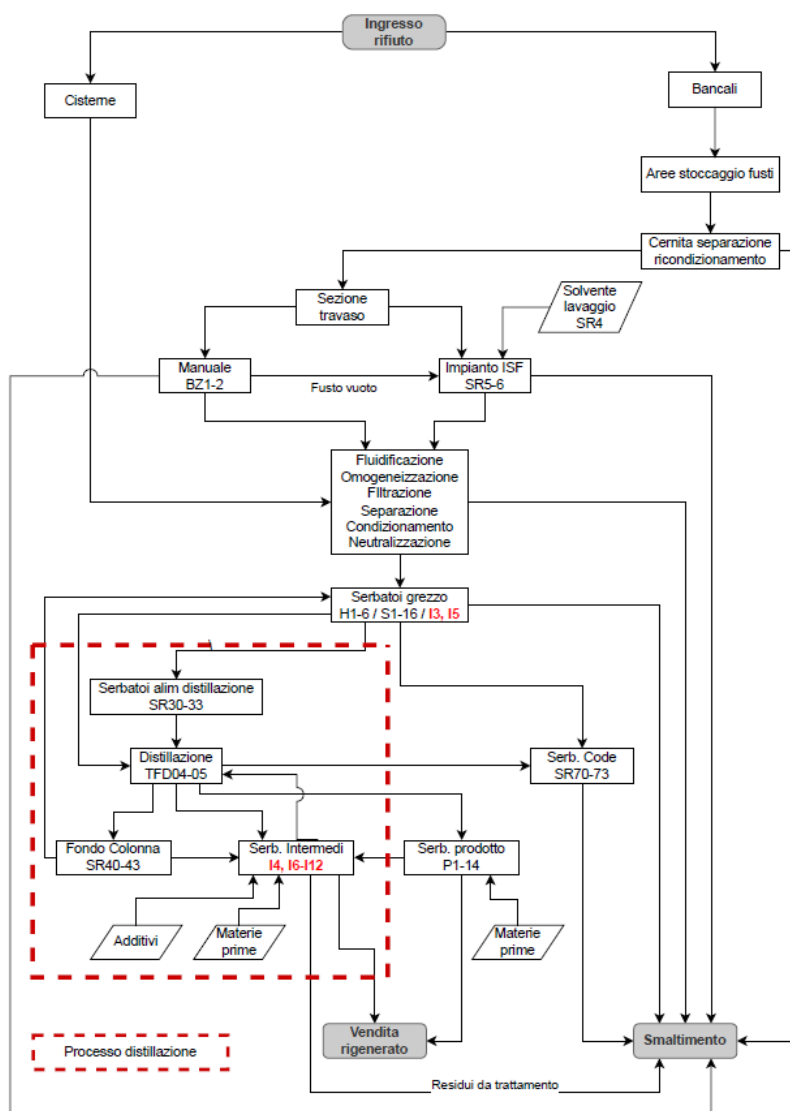 Ingresso
rifiuto
Cisterne
Bancali
Aree stoccaggio fusti
Cernita separazione
ricondizionamento
Sezione
travaso
Solvente
lavaggio
SR4
Manuale
BZ1-2
Fusto vuoto
Impianto ISF
SR5-6
Fluidificazione
Omogeneizzazione
FIltrazione
Separazione
Condizionamento
Neutralizzazione
Serbatoi grezzo
H1-6 / S1-16 / I3, I5
Serbatoi alim distillazione
SR30-33
Distillazione
TFD04-05
Serb. Code
SR70-73
Fondo Colonna
SR40-43
Serb. Intermedi
I4, I6-I12
Serb. prodotto
P1-14
Additivi
Materie
prime
Materie
prime
Vendita
rigenerato
Smaltimento
Processo distillazione
Residui da trattamento